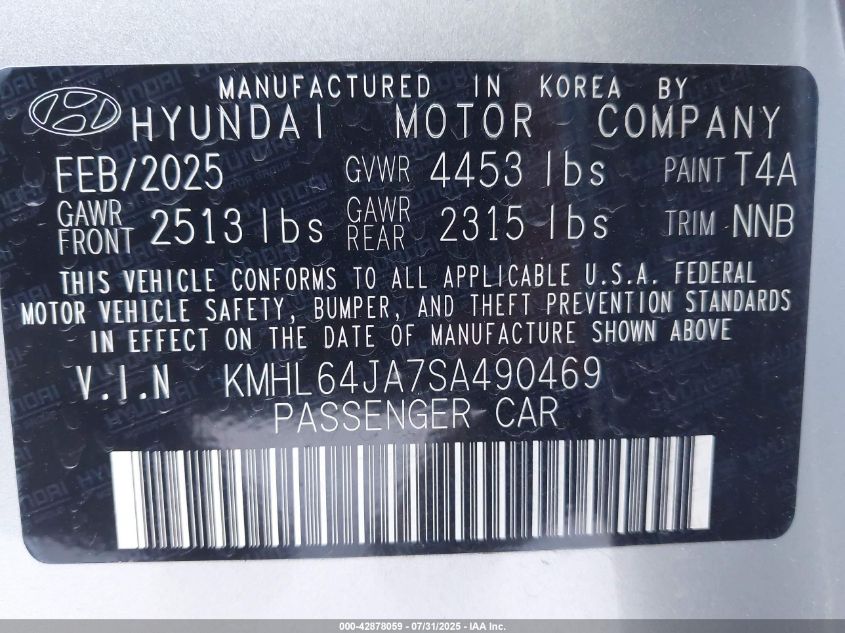 MANUFACTURED IN KOREA BY
HYUNDAI MOTOR COMPANY
FEB/2025 GVWR 4453 lbs PAINT T4A
GAWR FRONT 2513 lbs GAWR REAR 2315 lbs TRIM NNB
THIS VEHICLE CONFORMS TO ALL APPLICABLE U.S.A. FEDERAL
MOTOR VEHICLE SAFETY, BUMPER, AND THEFT PREVENTION STANDARDS
IN EFFECT ON THE DATE OF MANUFACTURE SHOWN ABOVE
V.I.N KMHL64JA7SA490469
PASSENGER CAR
000-42878059 - 07/31/2025 - IAA Inc.